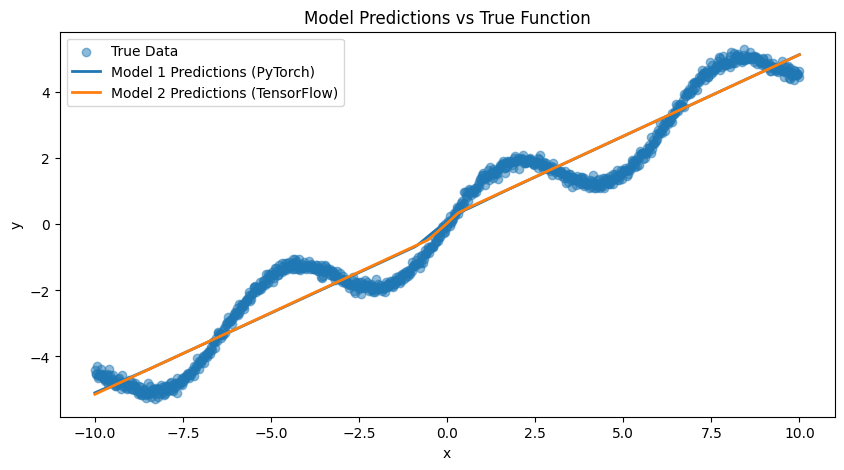 Model Predictions vs True Function
True Data
Model 1 Predictions (PyTorch)
Model 2 Predictions (TensorFlow)
y
4
2
0
−2
−4
−10.0 −7.5 −5.0 −2.5 0.0 2.5 5.0 7.5 10.0
x